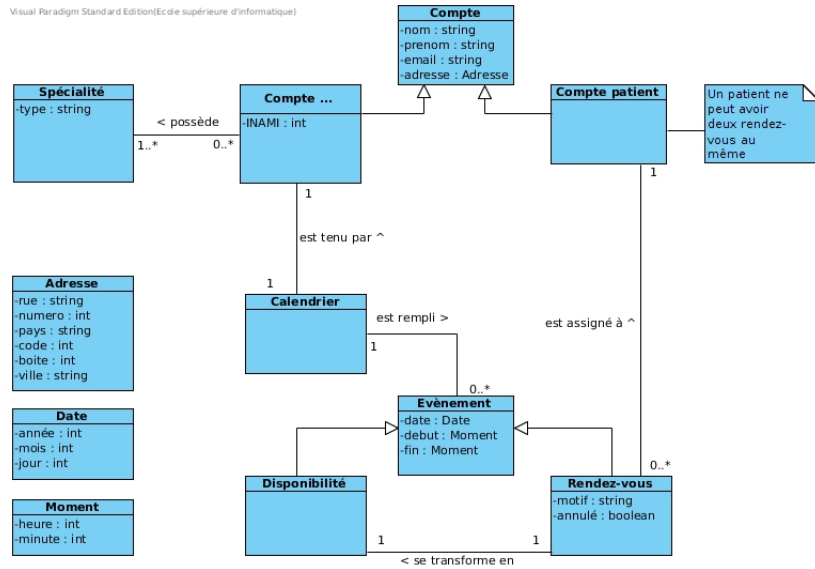 Visual Paradigm Standard Edition(Ecole supérieure d'informatique)
Compte
-nom : string
-prenom : string
-email : string
-adresse : Adresse
Spécialité
-type : string
< possède
1..*
0..*
Compte ...
-INAMI : int
Compte patient
Un patient ne
peut avoir
deux rendez-
vous au
même
1
1
est tenu par ^
1
Calendrier
est rempli >
1
0..*
est assigné à ^
Adresse
-rue : string
-numero : int
-pays : string
-code : int
-boite : int
-ville : string
Evènement
-date : Date
-debut : Moment
-fin : Moment
Date
-année : int
-mois : int
-jour : int
0..*
Disponibilité
Rendez-vous
-motif : string
-annulé : boolean
Moment
-heure : int
-minute : int
1
1
< se transforme en